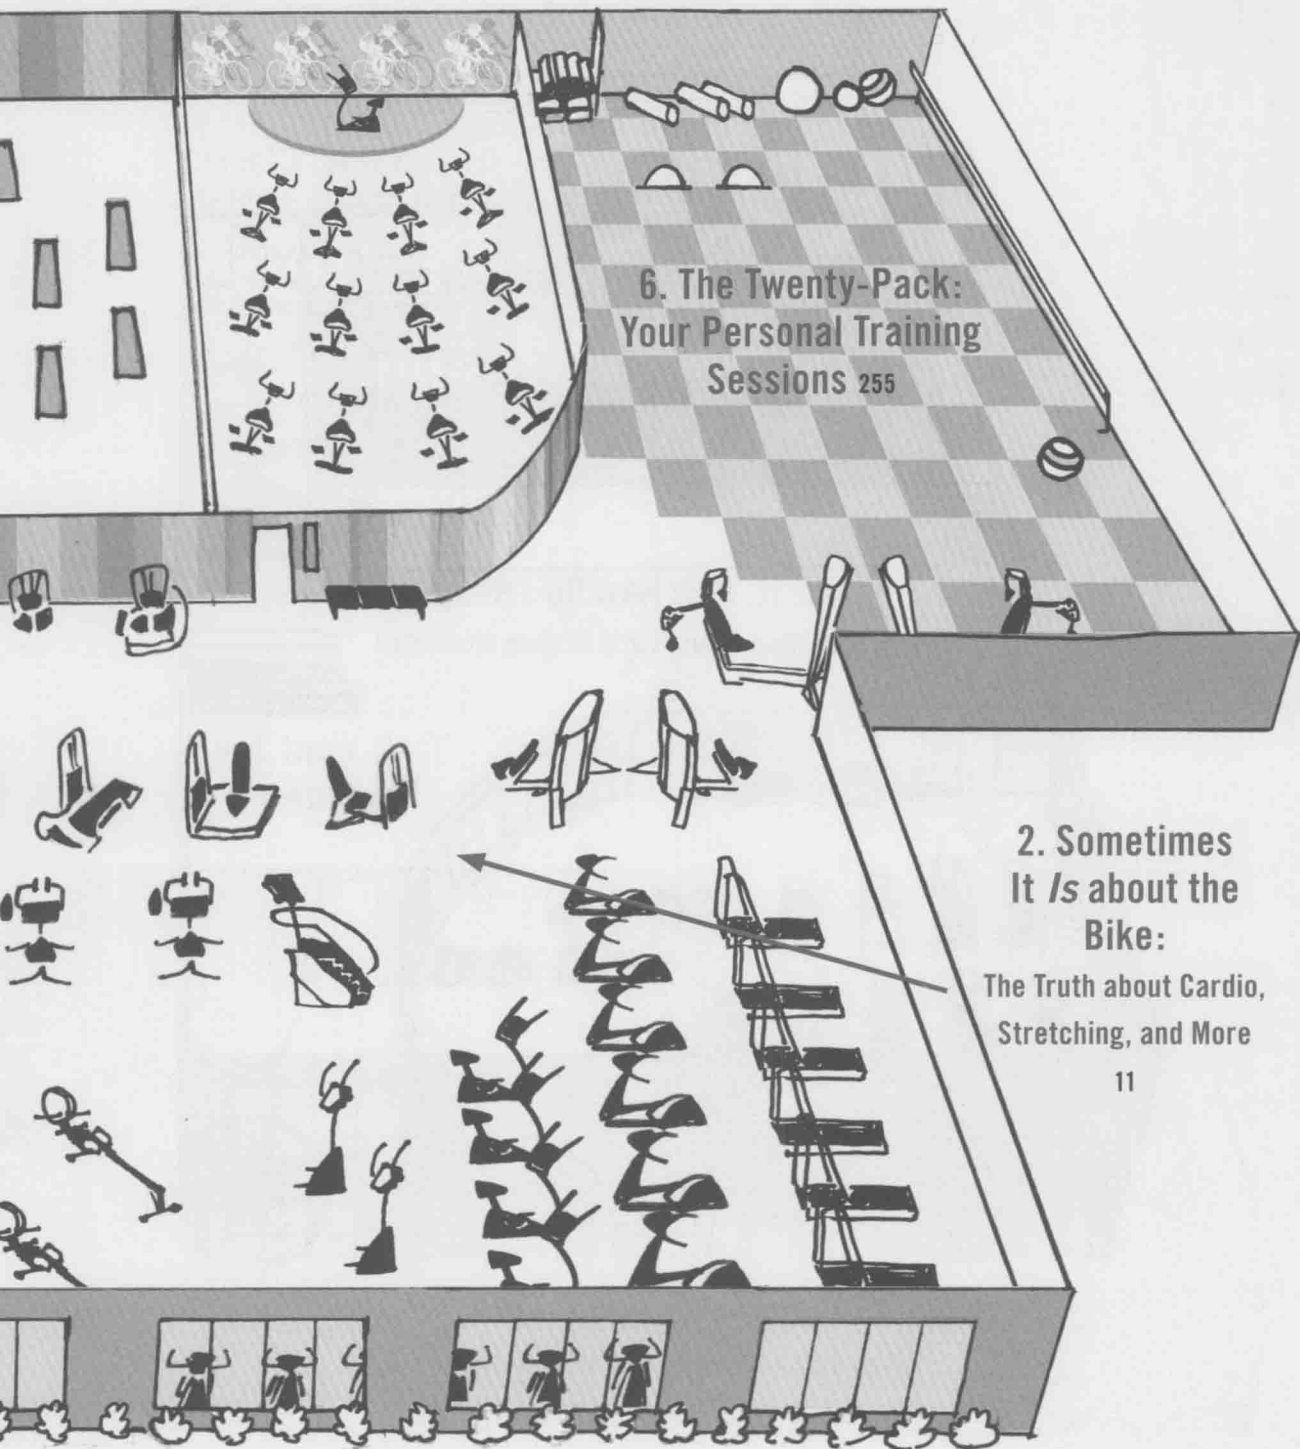 6. The Twenty-Pack:
Your Personal Training
Sessions 255
2. Sometimes
It Is about the
Bike:
The Truth about Cardio,
Stretching, and More
11